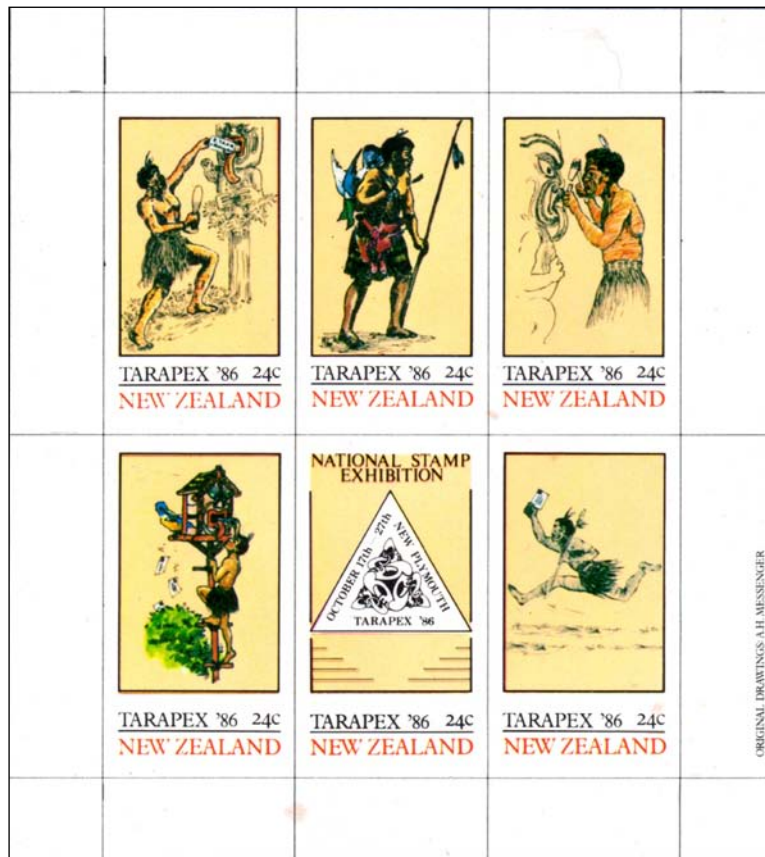 TARAPEX '86 24c
NEW ZEALAND
TARAPEX '86 24c
NEW ZEALAND
TARAPEX '86 24c
NEW ZEALAND
NATIONAL STAMP
EXHIBITION
OCTOBER 17th - 27th
NEW PLYMOUTH
TARAPEX '86
TARAPEX '86 24c
NEW ZEALAND
TARAPEX '86 24c
NEW ZEALAND
TARAPEX '86 24c
NEW ZEALAND
ORIGINAL DRAWINGS A.H. MESSENGER